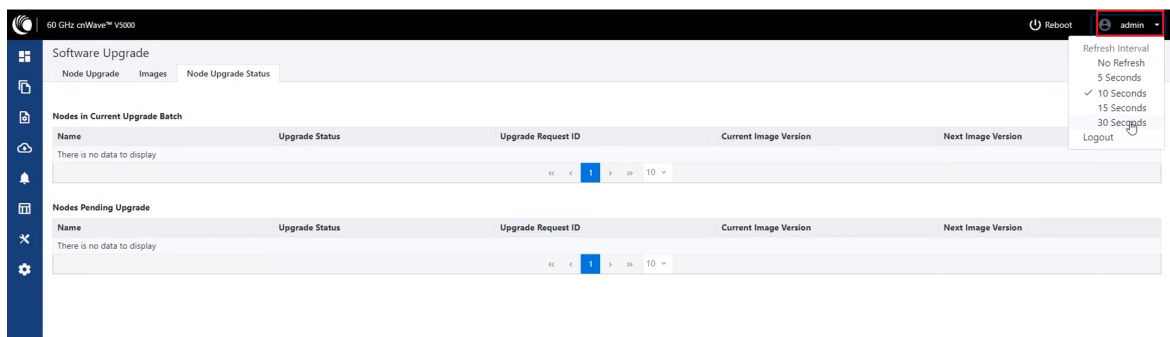 60 GHz cnWave™ V5000
Reboot
admin
Software Upgrade
Refresh Interval
No Refresh
5 Seconds
10 Seconds
15 Seconds
30 Seconds
Logout
Node Upgrade Images Node Upgrade Status
Nodes in Current Upgrade Batch
Name Upgrade Status Upgrade Request ID Current Image Version Next Image Version
There is no data to display
« ‹ 1 › » 10
Nodes Pending Upgrade
Name Upgrade Status Upgrade Request ID Current Image Version Next Image Version
There is no data to display
« ‹ 1 › » 10